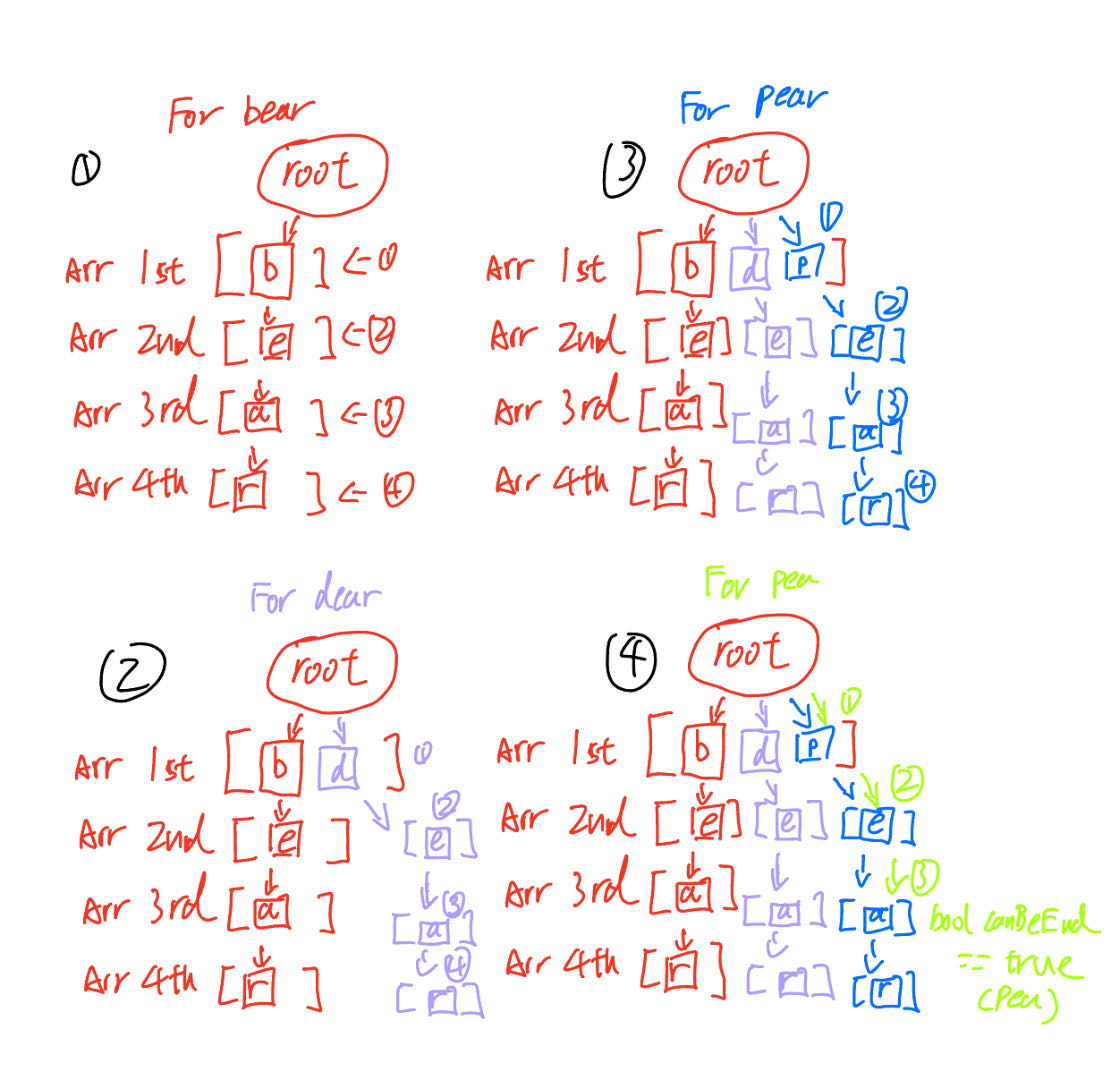 For bear
① root
Arr 1st [ b ] <- ①
Arr 2nd [ e ] <- ②
Arr 3rd [ a ] <- ③
Arr 4th [ r ] <- ④
For dear
② root
Arr 1st [ b d ] ①
Arr 2nd [ e ] [ e ] ②
Arr 3rd [ a ] [ a ] ③
Arr 4th [ r ] [ r ] ④
For pear
③ root
Arr 1st [ b d p ] ①
Arr 2nd [ e ] [ e ] [ e ] ②
Arr 3rd [ a ] [ a ] [ a ] ③
Arr 4th [ r ] [ r ] [ r ] ④
For pea
④ root
Arr 1st [ b d p ] ①
Arr 2nd [ e ] [ e ] [ e ] ②
Arr 3rd [ a ] [ a ] [ a ] ③
bool canBeEnd
== true
(Pea)
Arr 4th [ r ] [ r ] [ r ]